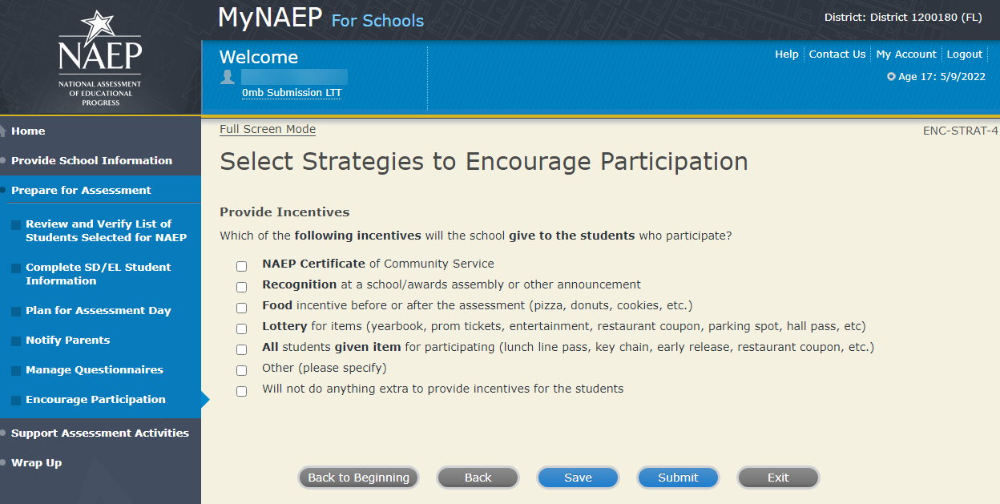 NAEP
NATIONAL ASSESSMENT
OF EDUCATIONAL
PROGRESS
MyNAEP For Schools
District: District 1200180 (FL)
Welcome
0mb Submission LTT
Help Contact Us My Account Logout
Age 17: 5/9/2022
Home
Provide School Information
Prepare for Assessment
Review and Verify List of
Students Selected for NAEP
Complete SD/EL Student
Information
Plan for Assessment Day
Notify Parents
Manage Questionnaires
Encourage Participation
Support Assessment Activities
Wrap Up
Full Screen Mode
ENC-STRAT-4
Select Strategies to Encourage Participation
Provide Incentives
Which of the following incentives will the school give to the students who participate?
NAEP Certificate of Community Service
Recognition at a school/awards assembly or other announcement
Food incentive before or after the assessment (pizza, donuts, cookies, etc.)
Lottery for items (yearbook, prom tickets, entertainment, restaurant coupon, parking spot, hall pass, etc)
All students given item for participating (lunch line pass, key chain, early release, restaurant coupon, etc.)
Other (please specify)
Will not do anything extra to provide incentives for the students
Back to Beginning Back Save Submit Exit